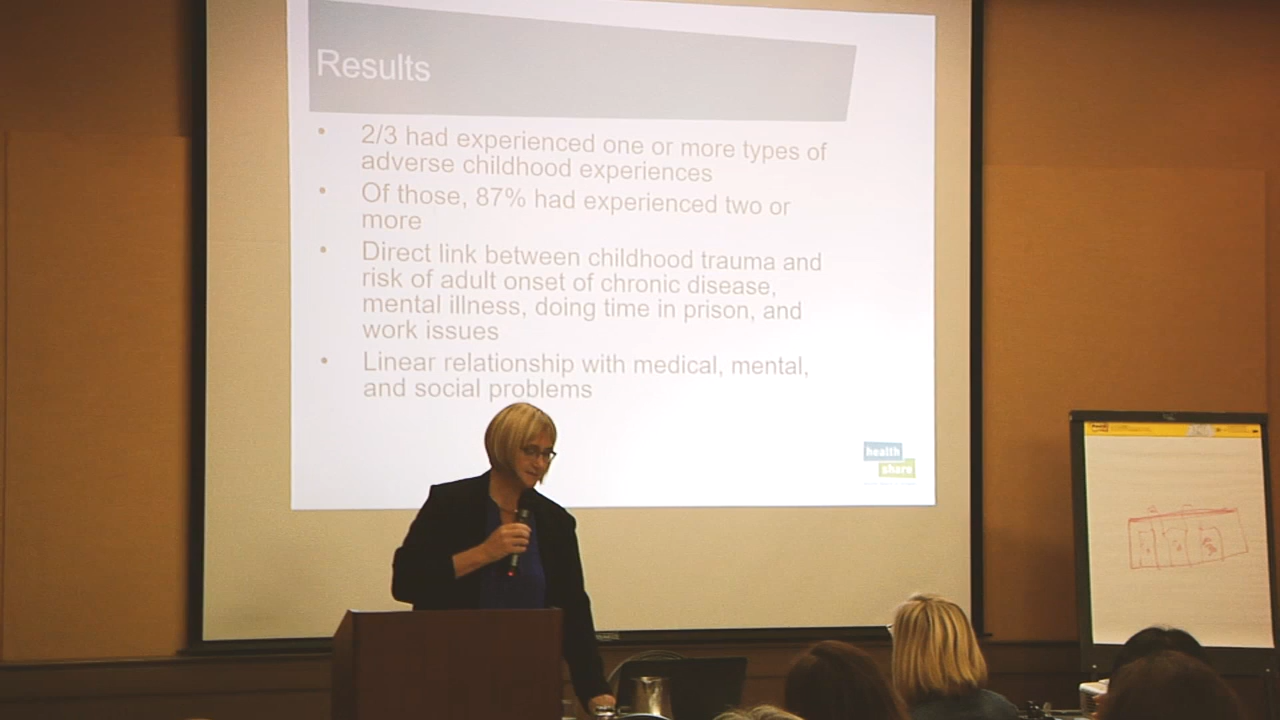 Results
• 2/3 had experienced one or more types of
adverse childhood experiences
• Of those, 87% had experienced two or
more
• Direct link between childhood trauma and
risk of adult onset of chronic disease,
mental illness, doing time in prison, and
work issues
• Linear relationship with medical, mental,
and social problems
health
share